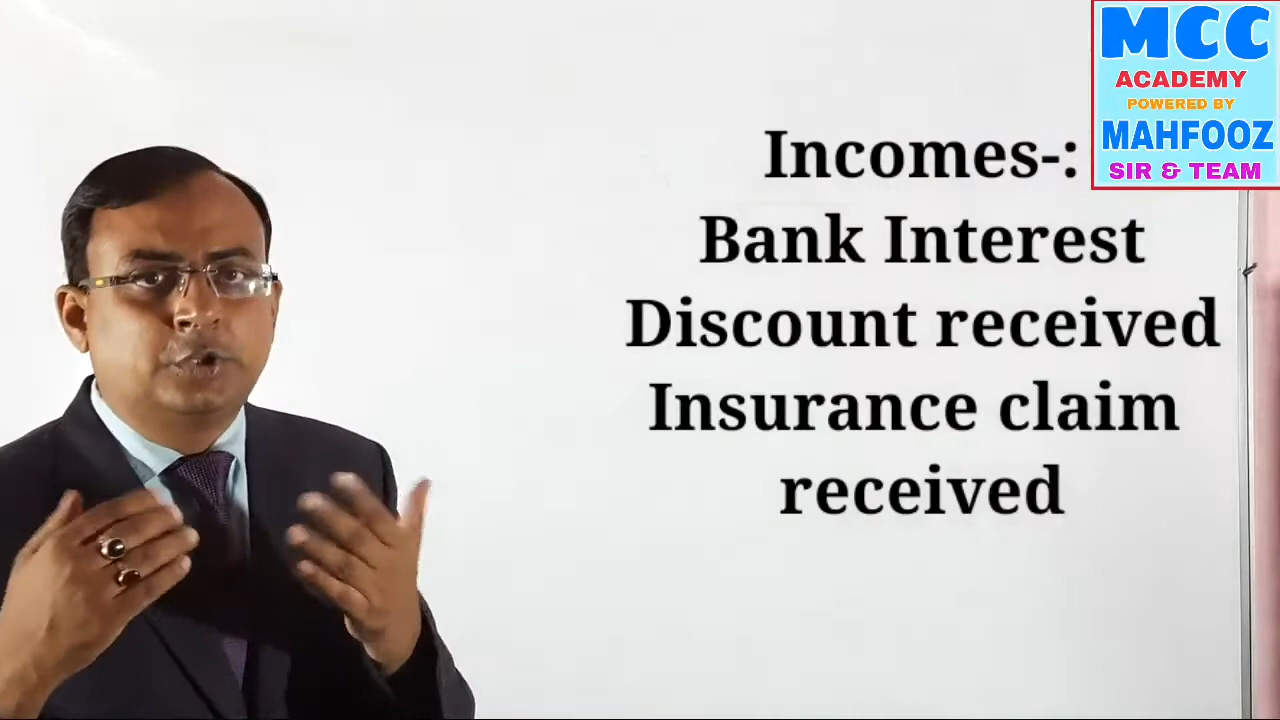 MCC
ACADEMY
POWERED BY
MAHFOOZ
SIR & TEAM
Incomes-:
Bank Interest
Discount received
Insurance claim
received